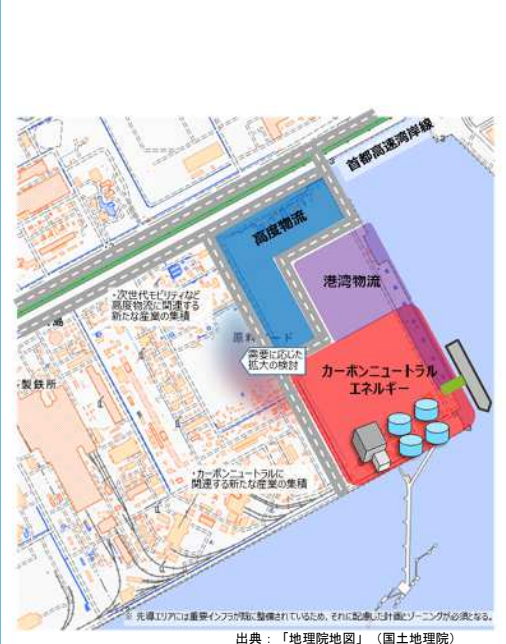 首都高速湾岸線
高度物流
港湾物流
・次世代モビリティなど
高度物流に関連する
新たな産業の集積
需要に応じた
拡大の検討
カーボンニュートラル
エネルギー
製鉄所
・カーボンニュートラルに
関連する新たな産業の集積
※ 先導エリアには重要インフラが既に整備されているため、それに配慮した計画とゾーニングが必須となる。
出典：「地理院地図」（国土地理院）